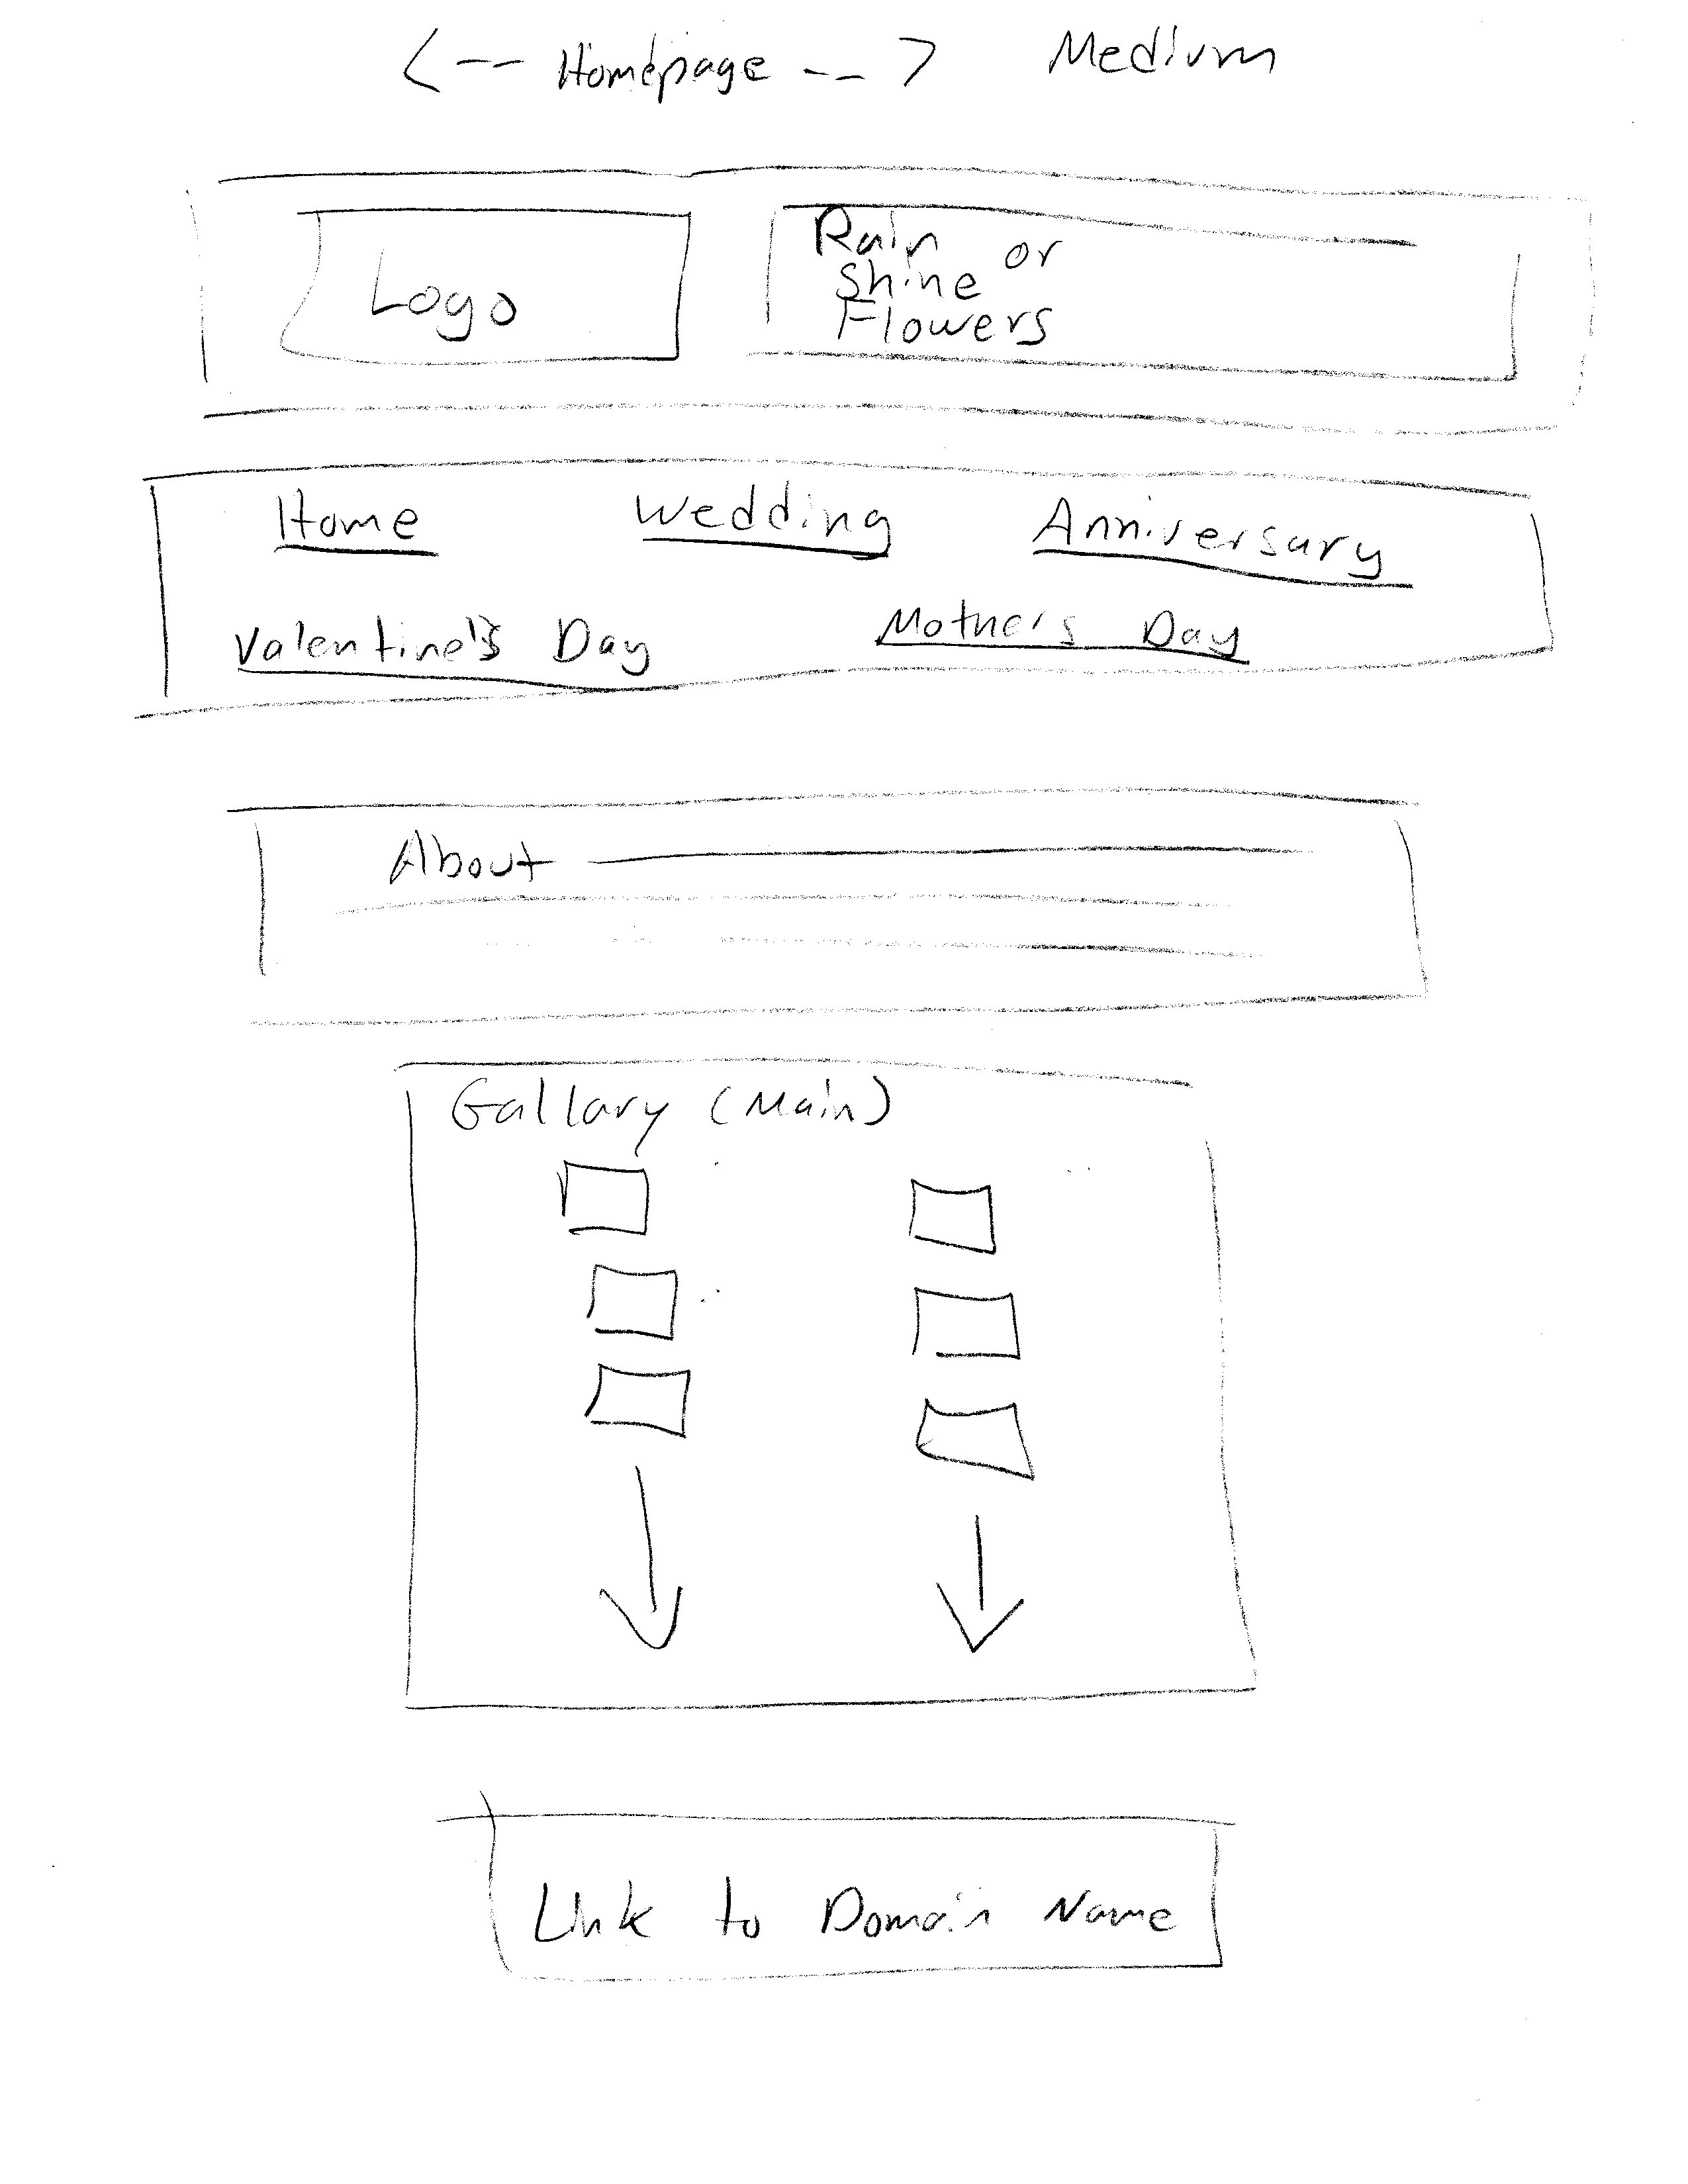 <-- Homepage --> Medium
Logo
Rain or
Shine
Flowers
Home Wedding Anniversary
Valentine's Day Mother's Day
About
Gallary (Main)
Link to Domain Name